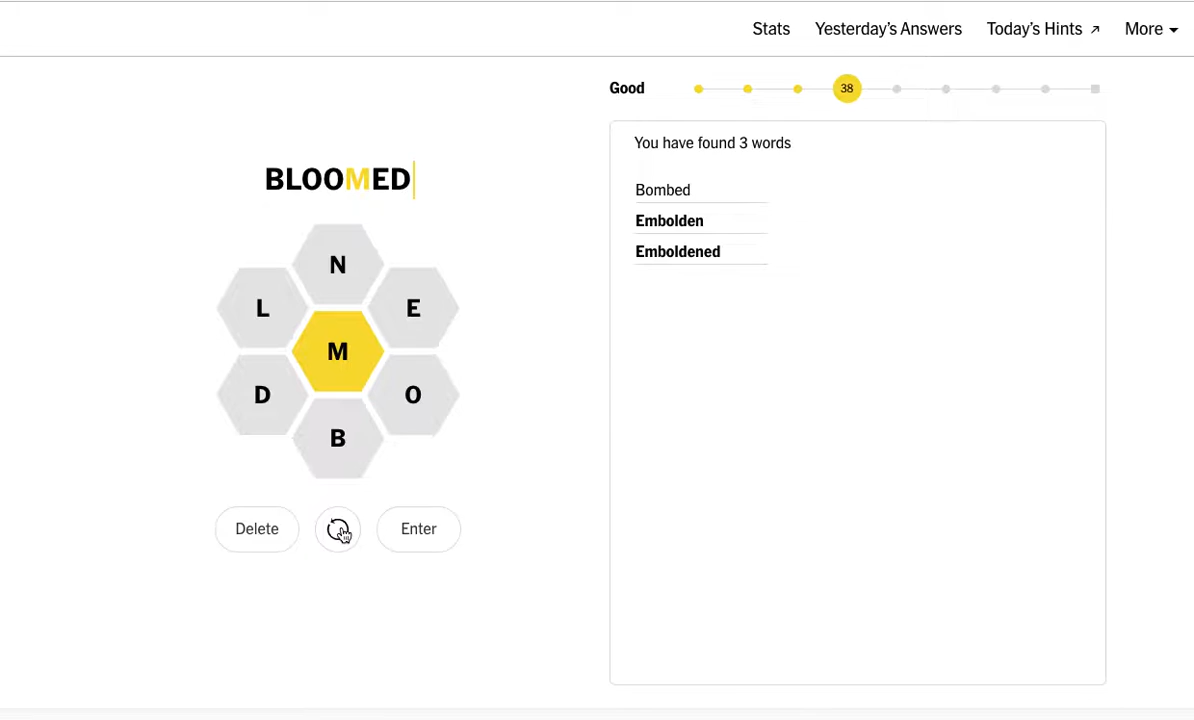 Stats Yesterday's Answers Today's Hints ↗ More
Good 38
You have found 3 words
BLOOMED
Bombed
Embolden
Emboldened
N
L E
M
D O
B
Delete Enter